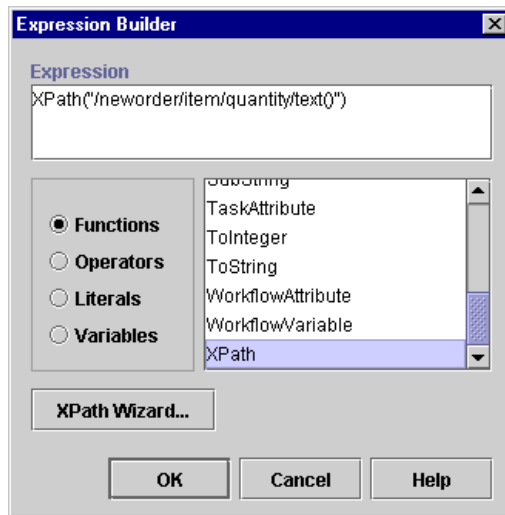 Expression Builder
Expression
XPath("/neworder/item/quantity/text()")
Functions
Operators
Literals
Variables
SubString
TaskAttribute
ToInteger
ToString
WorkflowAttribute
WorkflowVariable
XPath
XPath Wizard...
OK Cancel Help